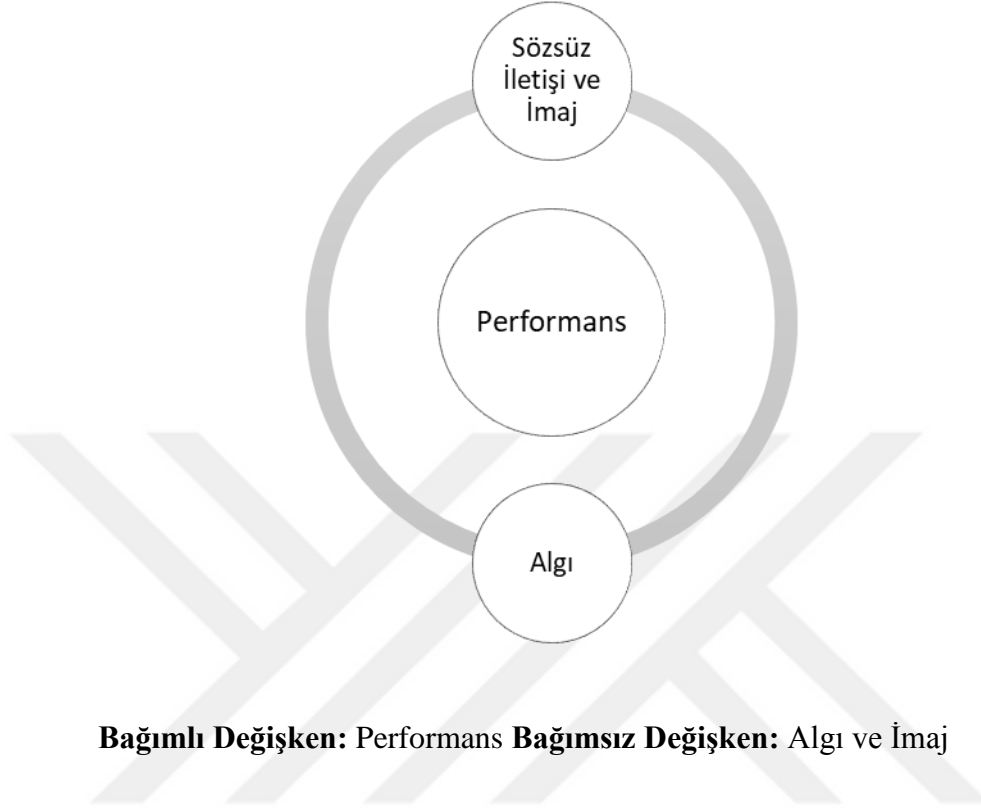 Sözsüz
İletişi ve
İmaj
Performans
Algı
Bağımlı Değişken: Performans Bağımsız Değişken: Algı ve İmaj